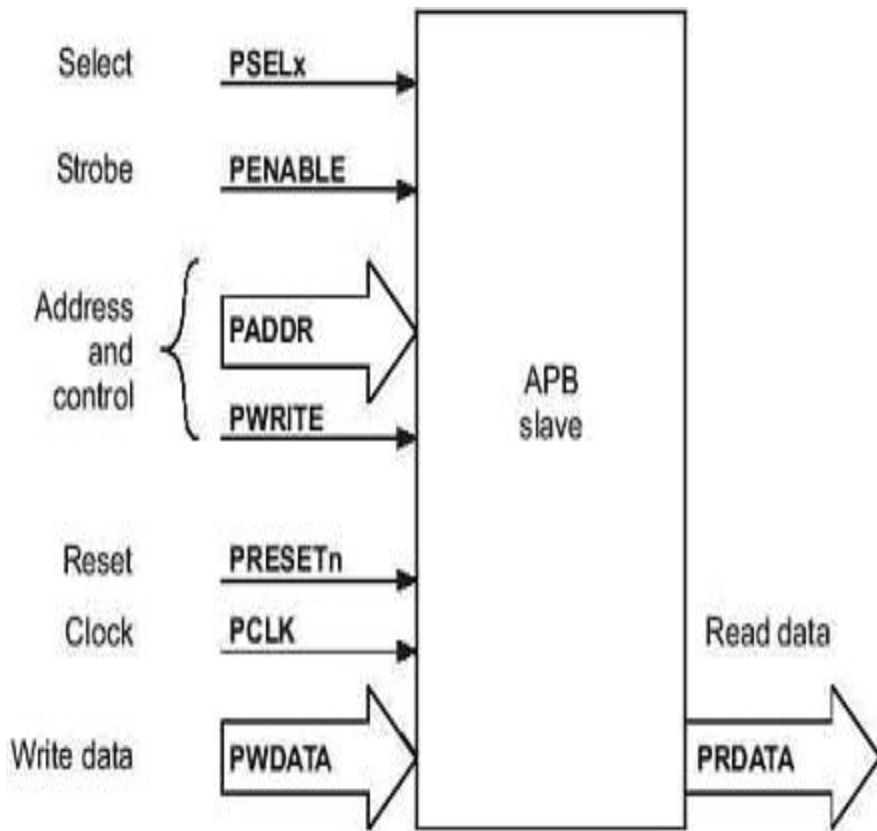 Select
PSELx
Strobe
PENABLE
Address
and
control
PADDR
PWRITE
APB
slave
Reset
PRESETn
Clock
PCLK
Read data
Write data
PWDATA
PRDATA